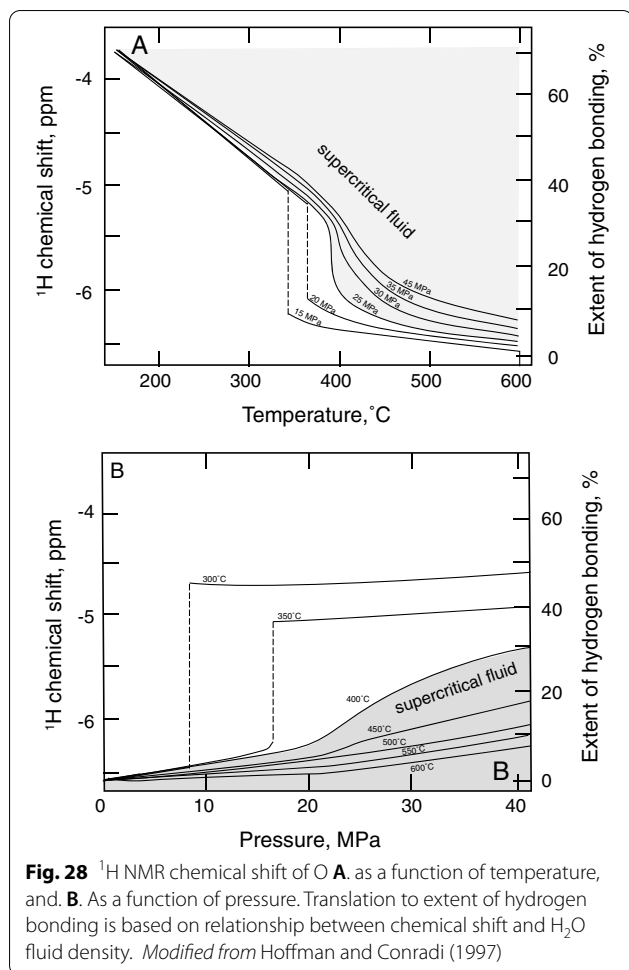 A
¹H chemical shift, ppm
-4
-5
-6
60
40
20
0
Extent of hydrogen bonding, %
supercritical fluid
45 MPa
35 MPa
30 MPa
25 MPa
20 MPa
15 MPa
200
300
400
500
600
Temperature,˚C
B
¹H chemical shift, ppm
-4
-5
-6
60
40
20
0
Extent of hydrogen bonding, %
300˚C
350˚C
400˚C
supercritical fluid
450˚C
500˚C
550˚C
600˚C
B
0
10
20
30
40
Pressure, MPa
Fig. 28 ¹H NMR chemical shift of O A. as a function of temperature,
and. B. As a function of pressure. Translation to extent of hydrogen
bonding is based on relationship between chemical shift and H₂O
fluid density. Modified from Hoffman and Conradi (1997)